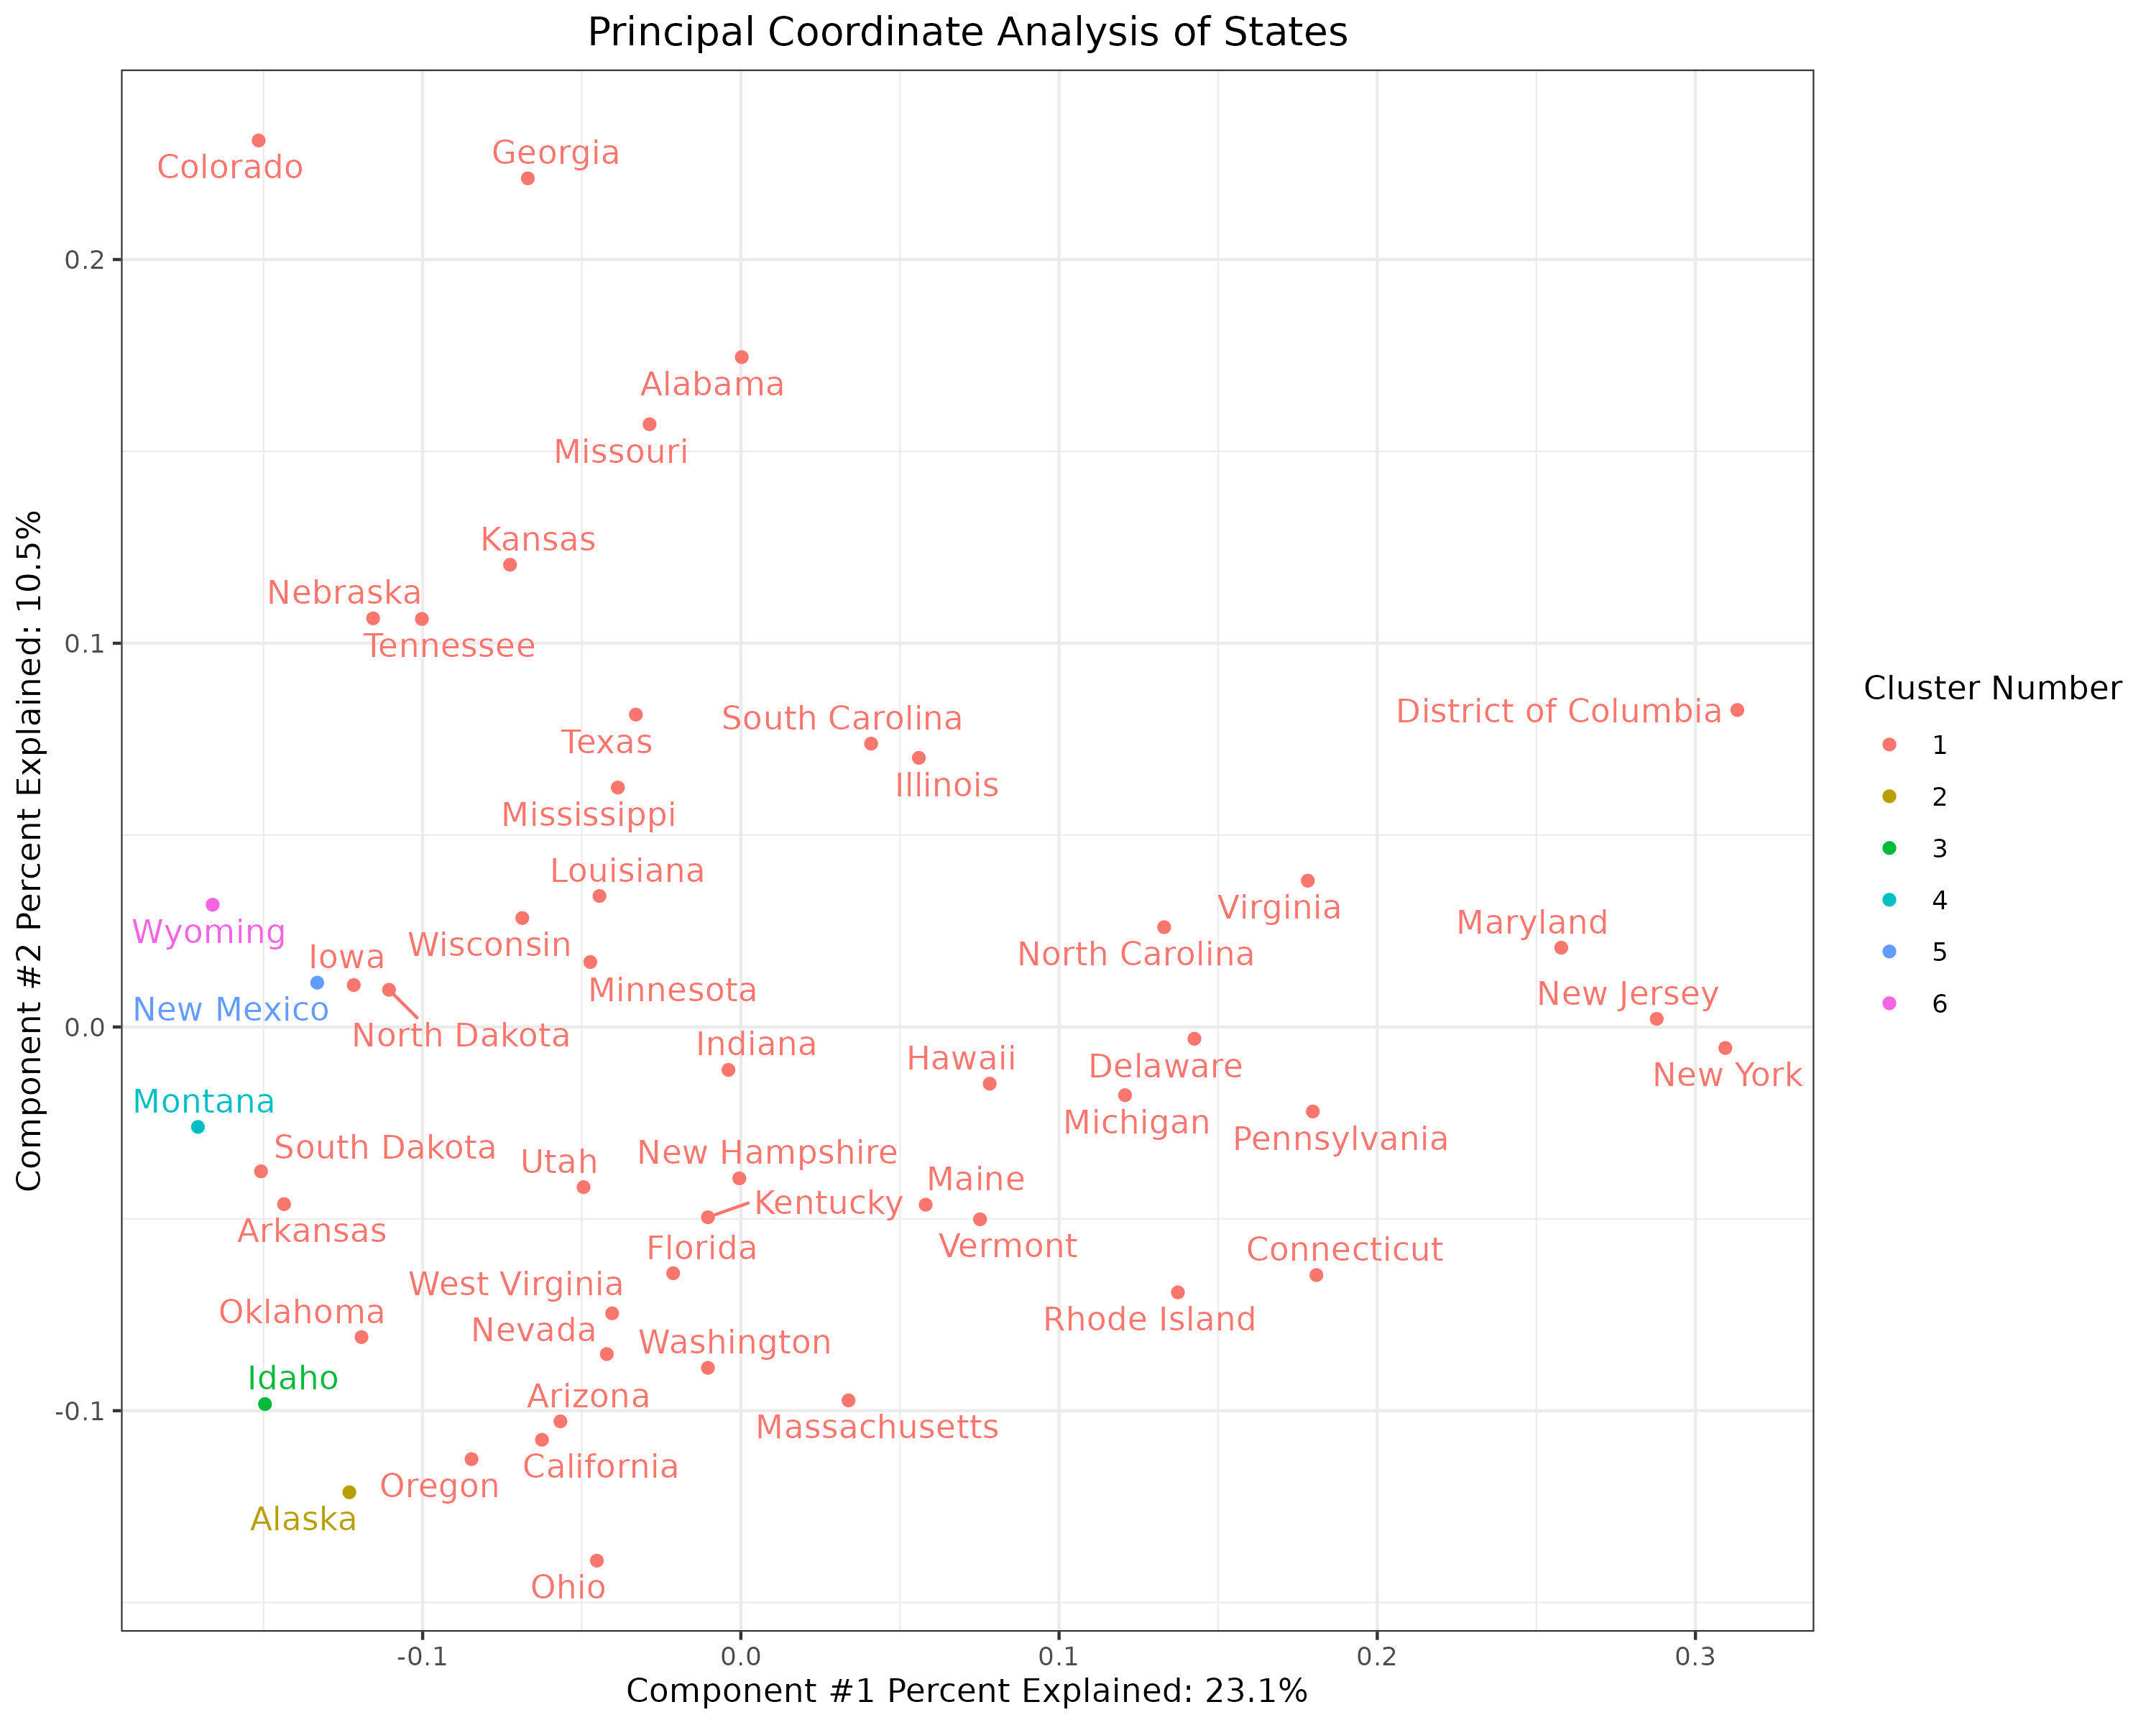 Principal Coordinate Analysis of States
Colorado
Georgia
0.2
Alabama
Missouri
Kansas
Nebraska
Tennessee
0.1
South Carolina
District of Columbia
Texas
Illinois
Mississippi
Louisiana
Virginia
Wyoming
Wisconsin
Maryland
Iowa
North Carolina
Minnesota
New Jersey
New Mexico
0.0
North Dakota
Indiana
Hawaii
Delaware
New York
Montana
Michigan
Pennsylvania
South Dakota
New Hampshire
Utah
Maine
Kentucky
Arkansas
Florida
Vermont
Connecticut
West Virginia
Oklahoma
Rhode Island
Nevada
Washington
Idaho
Arizona
-0.1
Massachusetts
California
Oregon
Alaska
Ohio
-0.1
0.0
0.1
0.2
0.3
Component #1 Percent Explained: 23.1%
Component #2 Percent Explained: 10.5%
Cluster Number
1
2
3
4
5
6